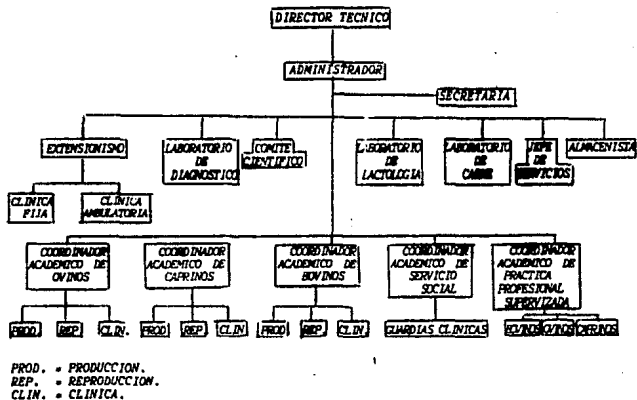 DIRECTOR TECNICO
ADMINISTRADOR
SECRETARIA
EXTENSIONISMO
LABORATORIO
DE
DIAGNOSTICO
COMITE
CIENTIFICO
LABORATORIO
DE
LACTOLOGIA
LABORATORIO
DE
CARNE
JEFE
DE
SERVICIOS
ALMACENISTA
CLINICA
FIJA
CLINICA
AMBULATORIA
COORDINADOR
ACADEMICO DE
OVINOS
COORDINADOR
ACADEMICO DE
CAPRINOS
COORDINADOR
ACADEMICO DE
BOVINOS
COORDINADOR
ACADEMICO DE
SERVICIO
SOCIAL
COORDINADOR
ACADEMICO DE
PRACTICA
PROFESIONAL
SUPERVIZADA
PROD. REP. CLIN. PROD REP. CLIN PROD REP. CLIN GUARDIAS CLINICAS BOVINOS OVINOS CAPRINOS
PROD. = PRODUCCION.
REP. = REPRODUCCION.
CLIN. = CLINICA.